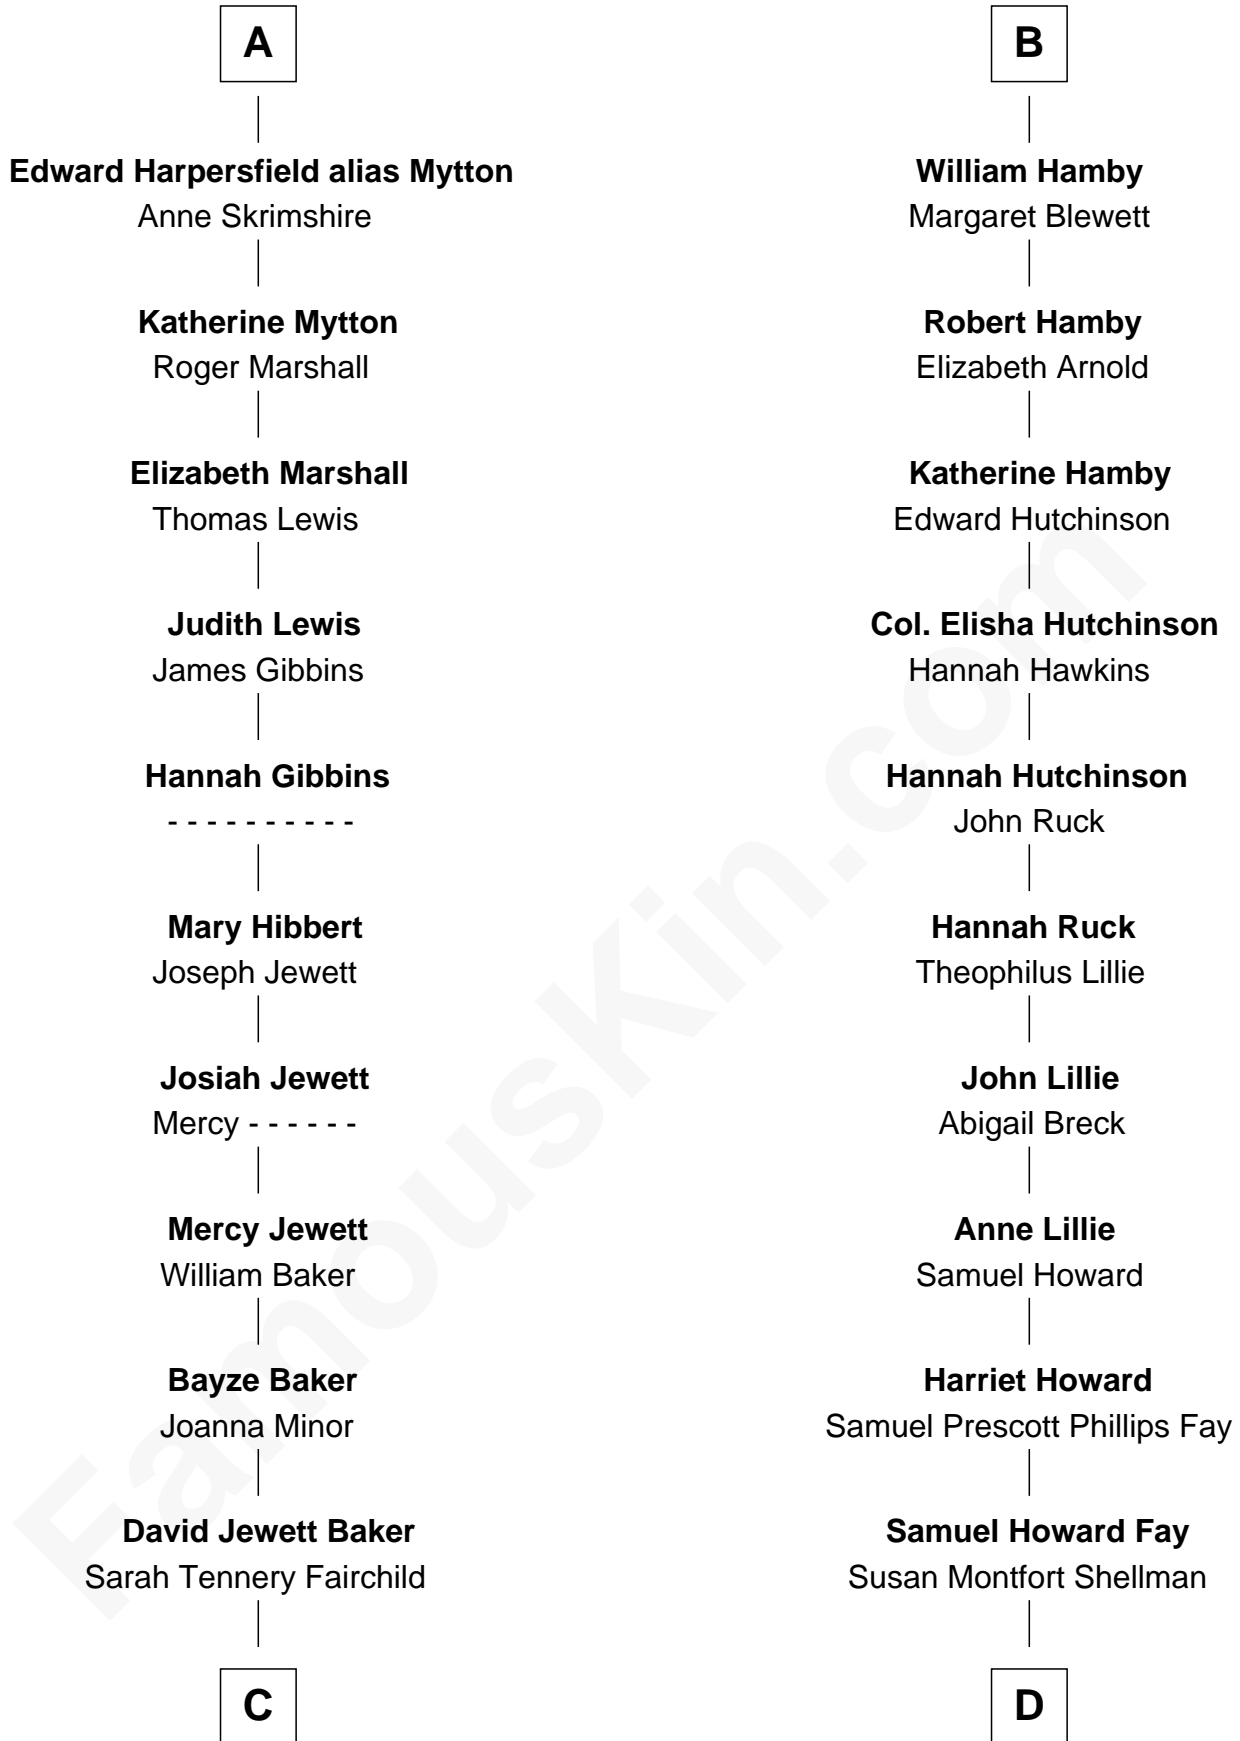 A
Edward Harpersfield alias Mytton
Anne Skrimshire
Katherine Mytton
Roger Marshall
Elizabeth Marshall
Thomas Lewis
Judith Lewis
James Gibbins
Hannah Gibbins
- - - - - - - - - -
Mary Hibbert
Joseph Jewett
Josiah Jewett
Mercy - - - - - -
Mercy Jewett
William Baker
Bayze Baker
Joanna Minor
David Jewett Baker
Sarah Tennery Fairchild
C
B
William Hamby
Margaret Blewett
Robert Hamby
Elizabeth Arnold
Katherine Hamby
Edward Hutchinson
Col. Elisha Hutchinson
Hannah Hawkins
Hannah Hutchinson
John Ruck
Hannah Ruck
Theophilus Lillie
John Lillie
Abigail Breck
Anne Lillie
Samuel Howard
Harriet Howard
Samuel Prescott Phillips Fay
Samuel Howard Fay
Susan Montfort Shellman
D
FamousKin.com